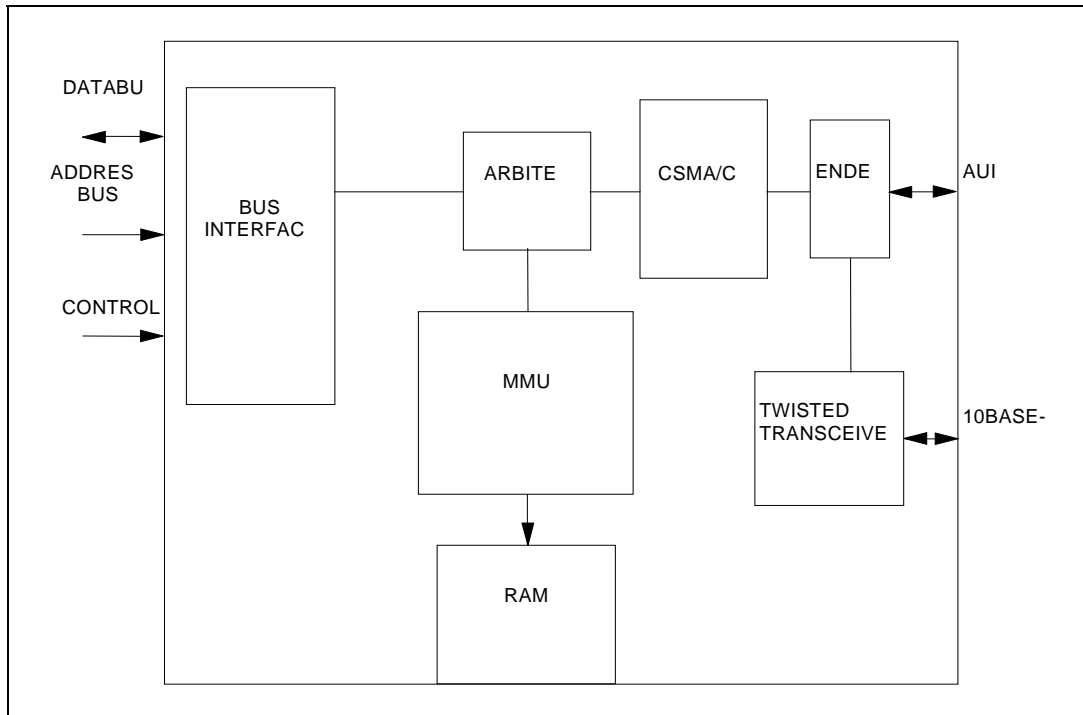 DATABU
ADDRES
BUS
CONTROL
BUS
INTERFAC
ARBITE
CSMA/C
ENDE
AUI
MMU
TWISTED
TRANSCEIVE
10BASE-
RAM